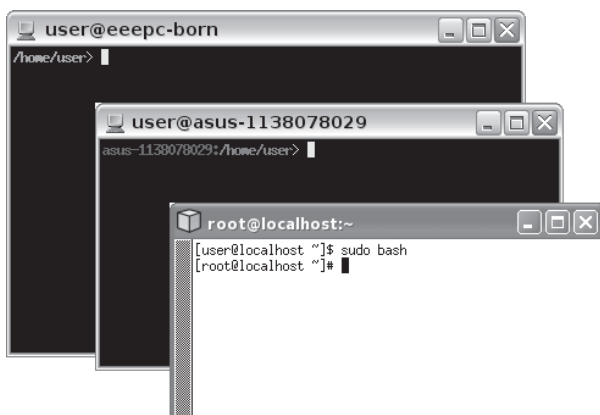 user@eeepc-born
/home/user>
user@asus-1138078029
asus-1138078029:/home/user>
root@localhost:~
[user@localhost ~]$ sudo bash
[root@localhost ~]#